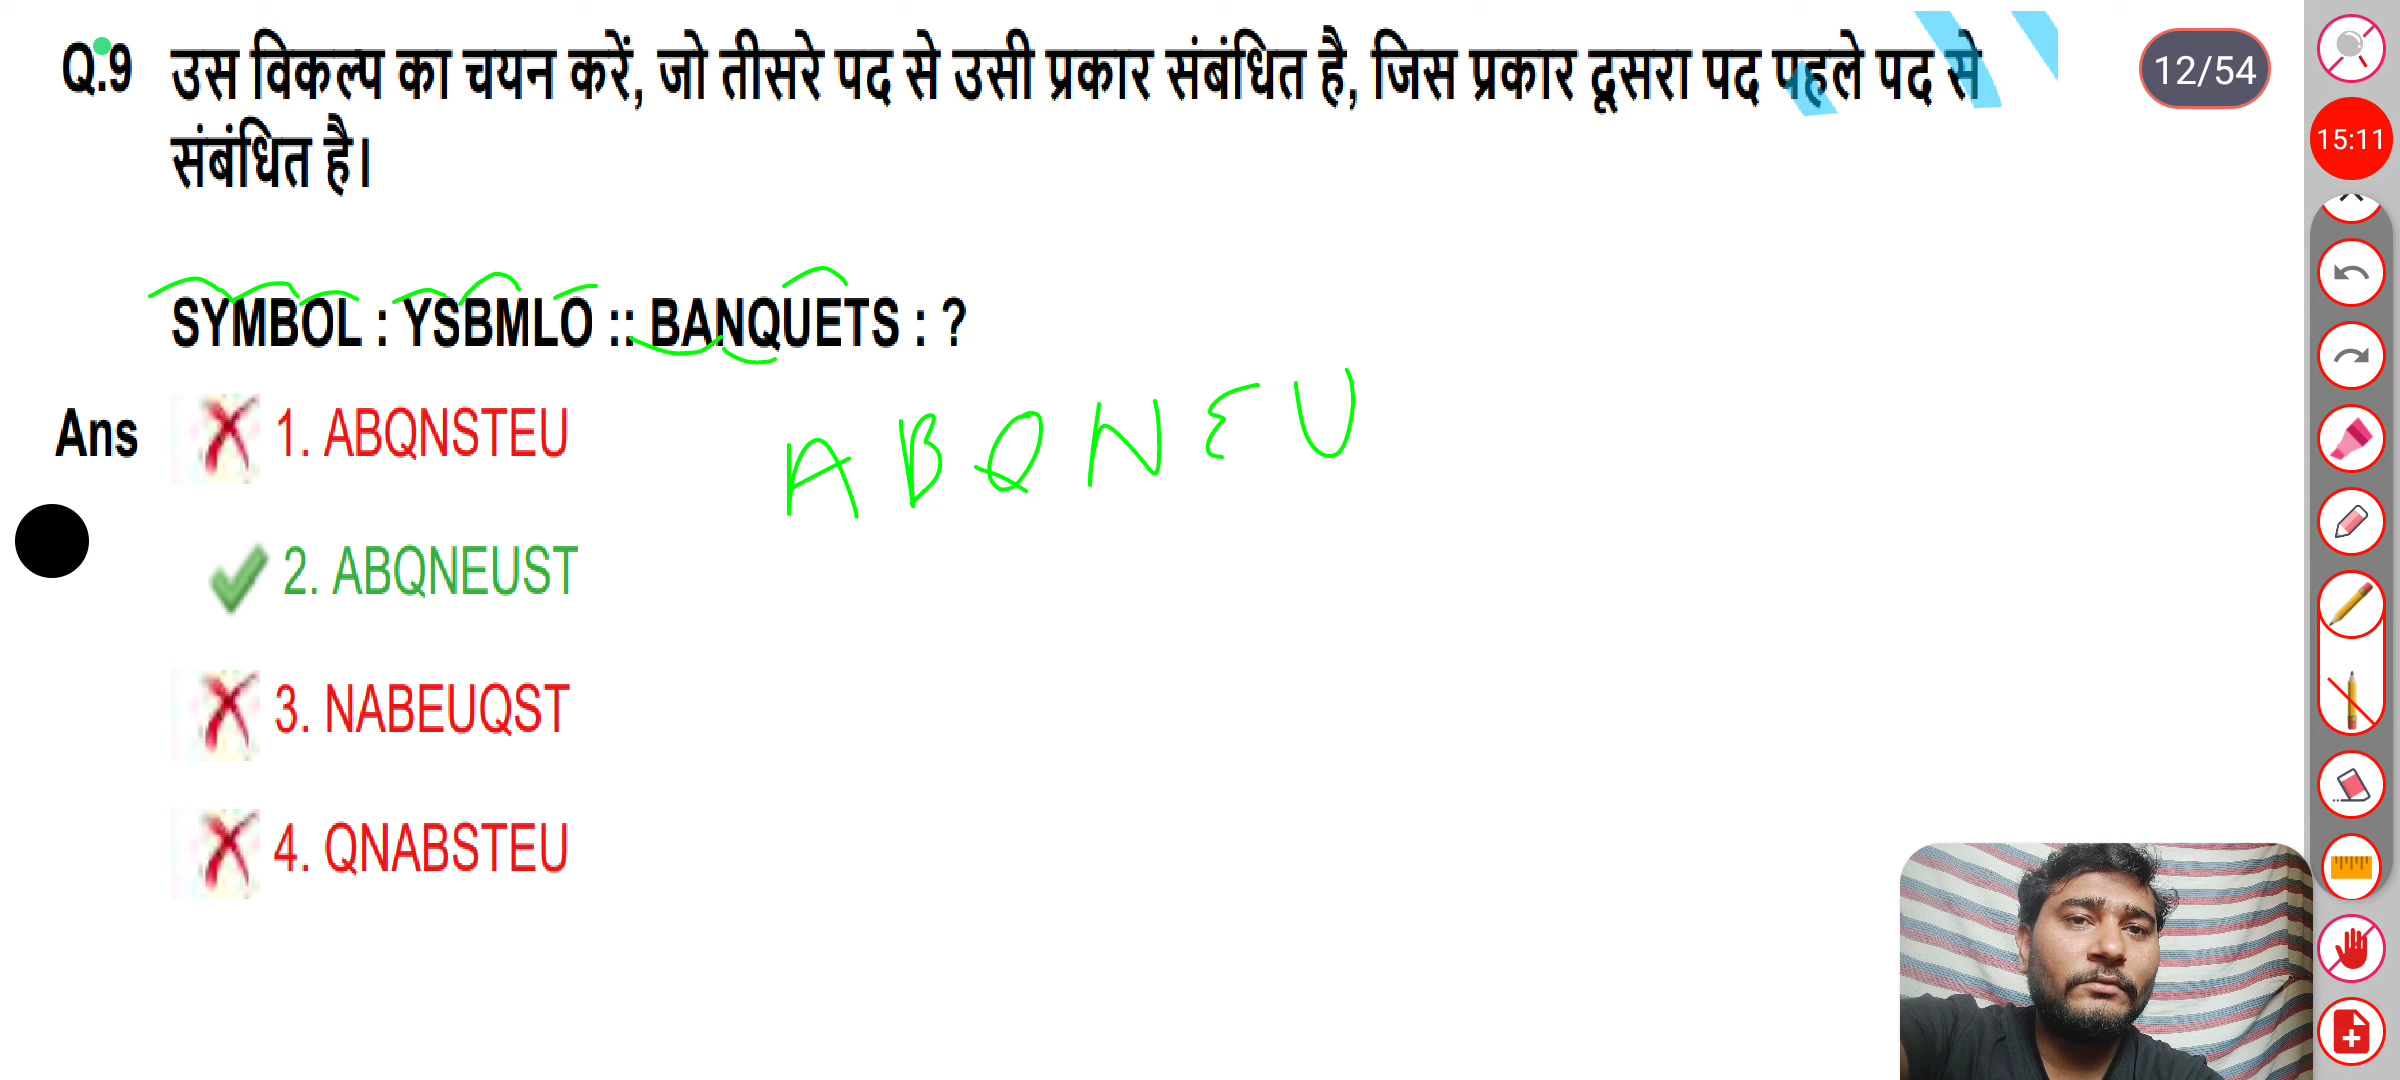 Q.9 उस विकल्प का चयन करें, जो तीसरे पद से उसी प्रकार संबंधित है, जिस प्रकार दूसरा पद पहले पद से
संबंधित है।
12/54
15:11
SYMBOL : YSBMLO :: BANQUETS : ?
Ans 1. ABQNSTEU
A B Q N E U
2. ABQNEUST
3. NABEUQST
4. QNABSTEU